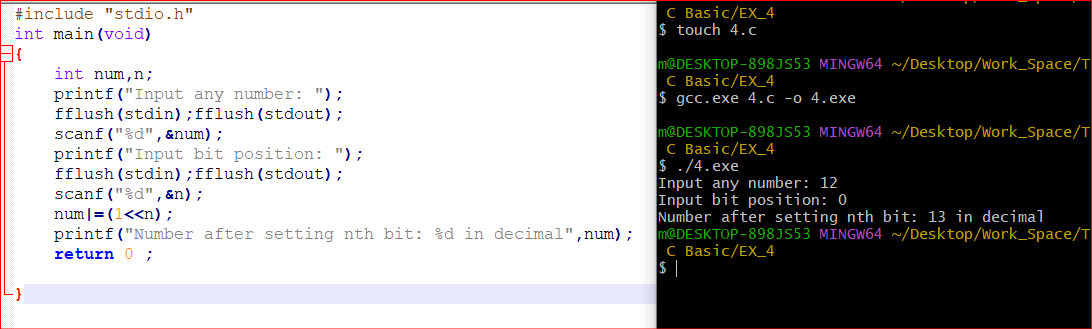 #include "stdio.h"
int main(void)
{
int num,n;
printf("Input any number: ");
fflush(stdin);fflush(stdout);
scanf("%d",&num);
printf("Input bit position: ");
fflush(stdin);fflush(stdout);
scanf("%d",&n);
num|=(1<<n);
printf("Number after setting nth bit: %d in decimal",num);
return 0 ;
}
C Basic/EX_4
$ touch 4.c
m@DESKTOP-898JS53 MINGW64 ~/Desktop/Work_Space/T
C Basic/EX_4
$ gcc.exe 4.c -o 4.exe
m@DESKTOP-898JS53 MINGW64 ~/Desktop/Work_Space/T
C Basic/EX_4
$ ./4.exe
Input any number: 12
Input bit position: 0
Number after setting nth bit: 13 in decimal
m@DESKTOP-898JS53 MINGW64 ~/Desktop/Work_Space/T
C Basic/EX_4
$